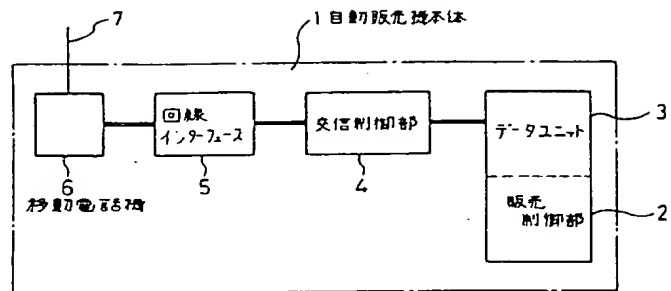 7
1 自動販売機本体
回線
インターフェース
交信制御部
データユニット
3
6
5
4
移動電話機
販売
制御部
2